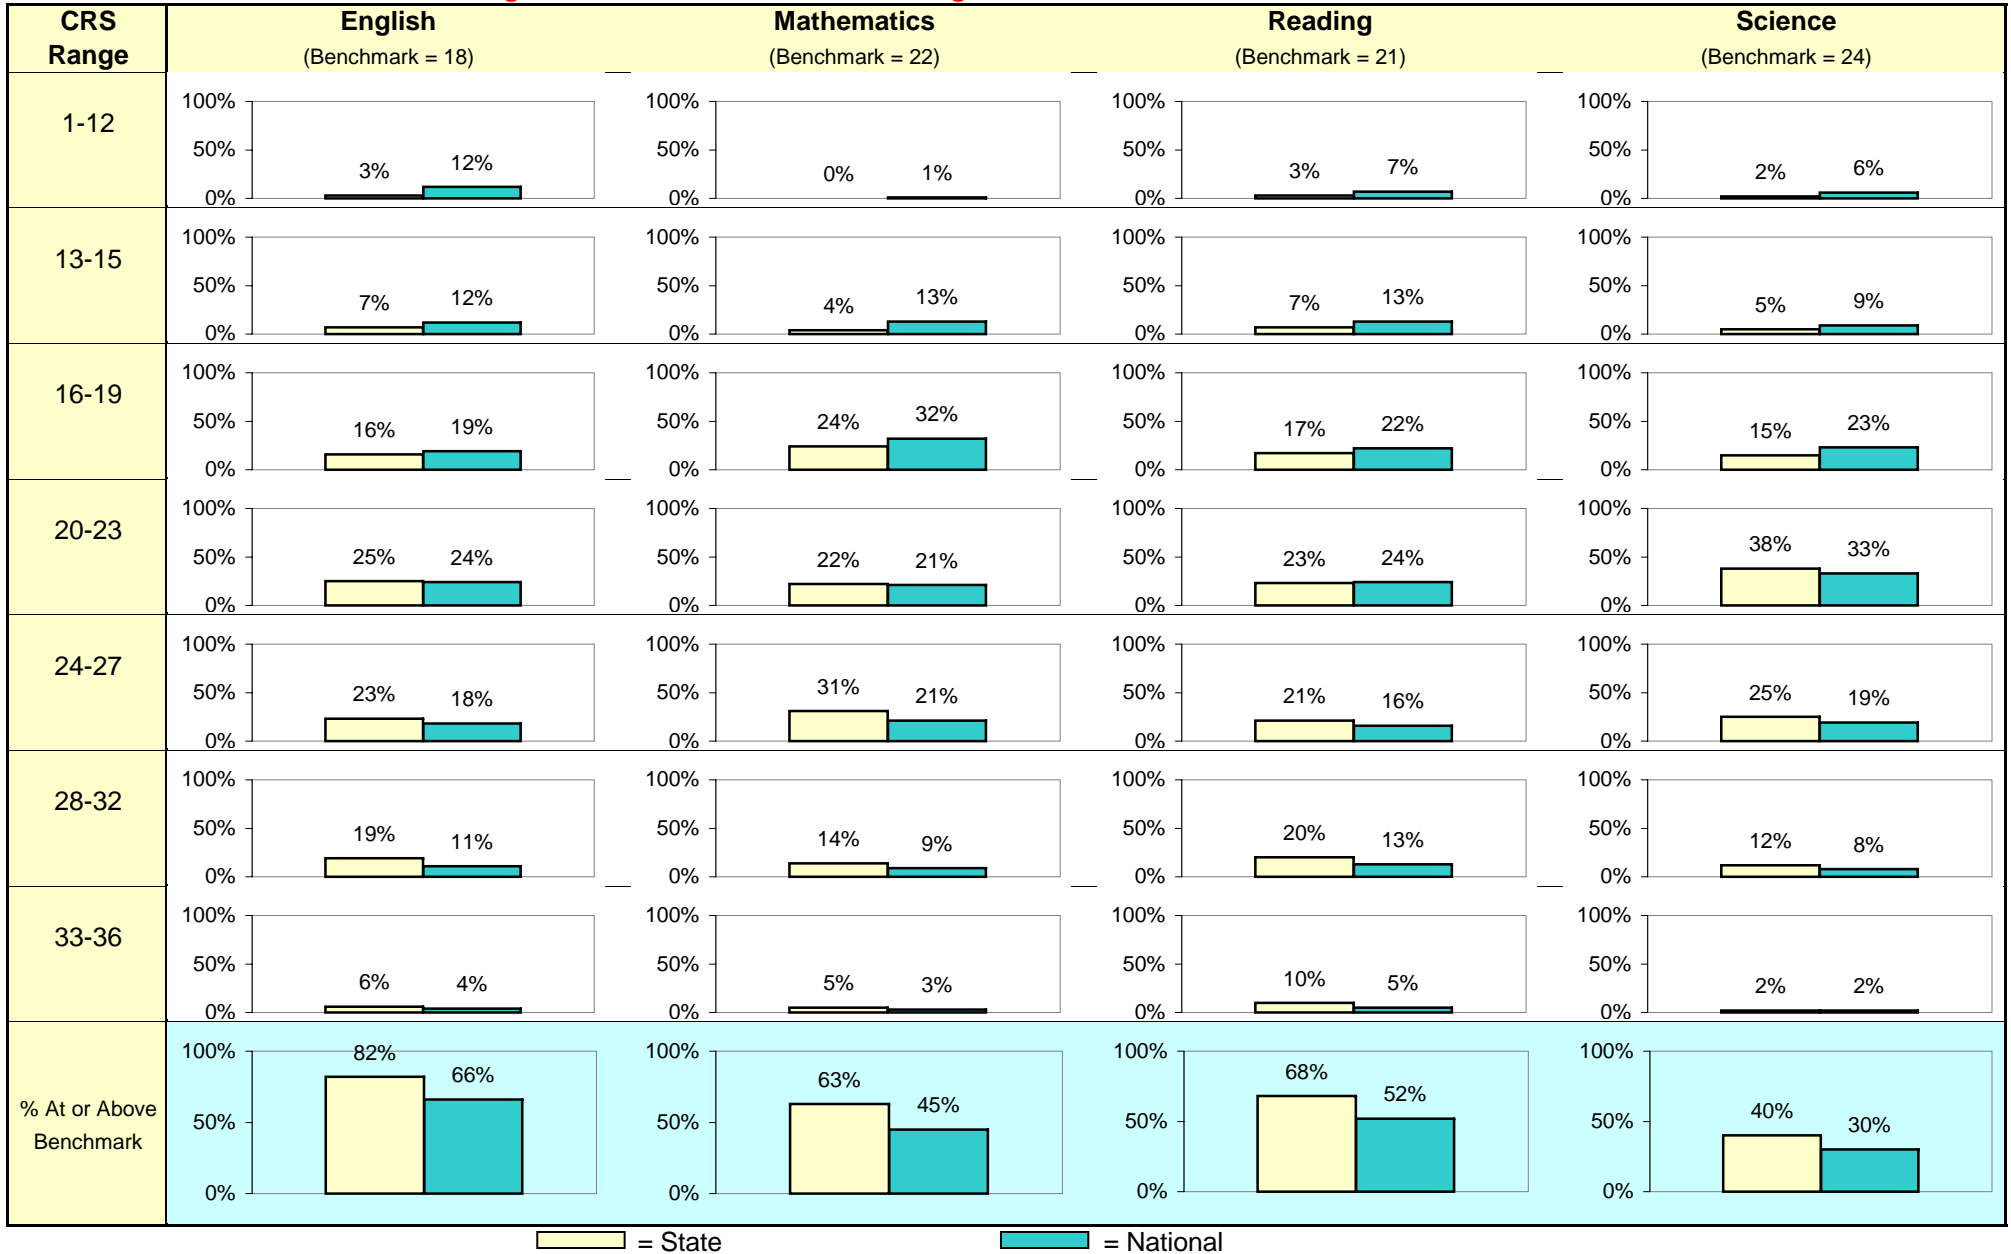 CRS Range English Mathematics Reading Science
(Benchmark = 18) (Benchmark = 22) (Benchmark = 21) (Benchmark = 24)
1-12
100% 100% 100% 100%
50% 3% 12% 50% 0% 1% 50% 3% 7% 50% 2% 6%
0% 0% 0% 0%
13-15
100% 100% 100% 100%
50% 7% 12% 50% 4% 13% 50% 7% 13% 50% 5% 9%
0% 0% 0% 0%
16-19
100% 100% 100% 100%
50% 16% 19% 50% 24% 32% 50% 17% 22% 50% 15% 23%
0% 0% 0% 0%
20-23
100% 100% 100% 100%
50% 25% 24% 50% 22% 21% 50% 23% 24% 50% 38% 33%
0% 0% 0% 0%
24-27
100% 100% 100% 100%
50% 23% 18% 50% 31% 21% 50% 21% 16% 50% 25% 19%
0% 0% 0% 0%
28-32
100% 100% 100% 100%
50% 19% 11% 50% 14% 9% 50% 20% 13% 50% 12% 8%
0% 0% 0% 0%
33-36
100% 100% 100% 100%
50% 6% 4% 50% 5% 3% 50% 10% 5% 50% 2% 2%
0% 0% 0% 0%
% At or Above
Benchmark
100% 82% 66% 100% 63% 45% 100% 68% 52% 100% 40% 30%
50% 50% 50% 50%
0% 0% 0% 0%
= State = National